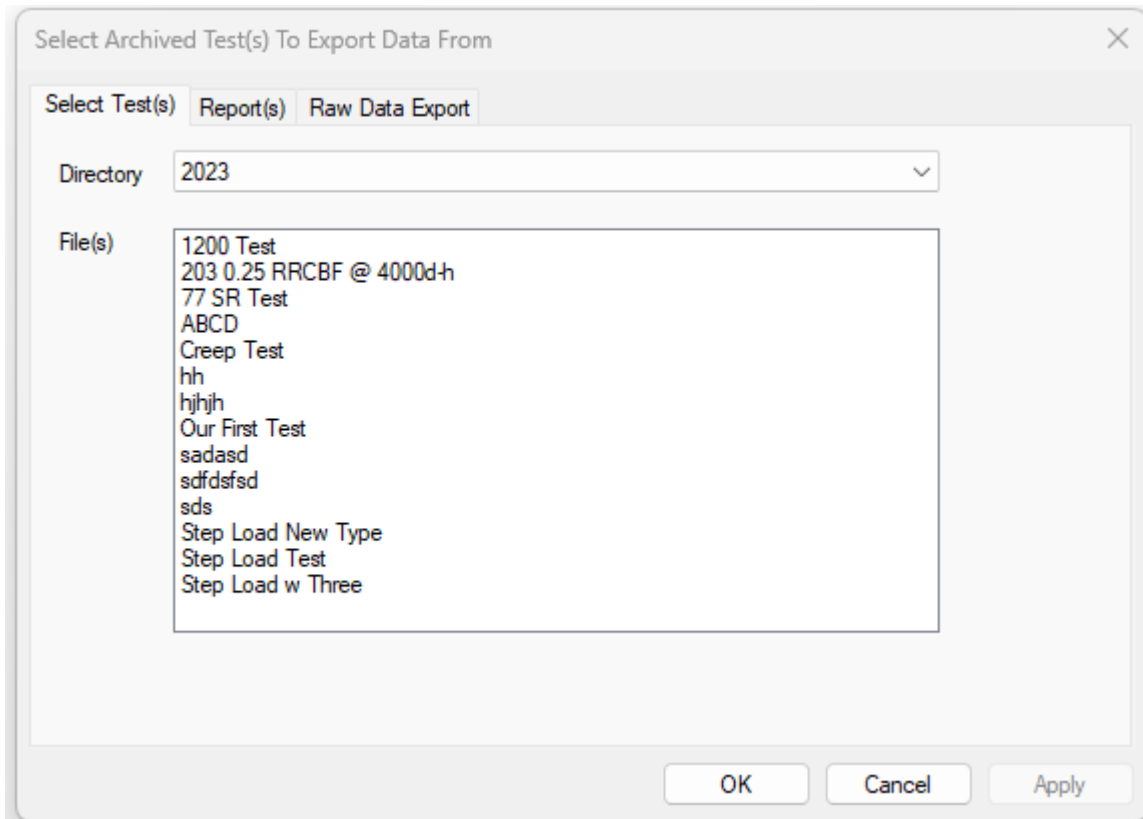 Select Archived Test(s) To Export Data From
Select Test(s) Report(s) Raw Data Export
Directory 2023
File(s)
1200 Test
203 0.25 RRCBF @ 4000d-h
77 SR Test
ABCD
Creep Test
hh
hjhjh
Our First Test
sadasd
sdfdsfsd
sds
Step Load New Type
Step Load Test
Step Load w Three
OK Cancel Apply